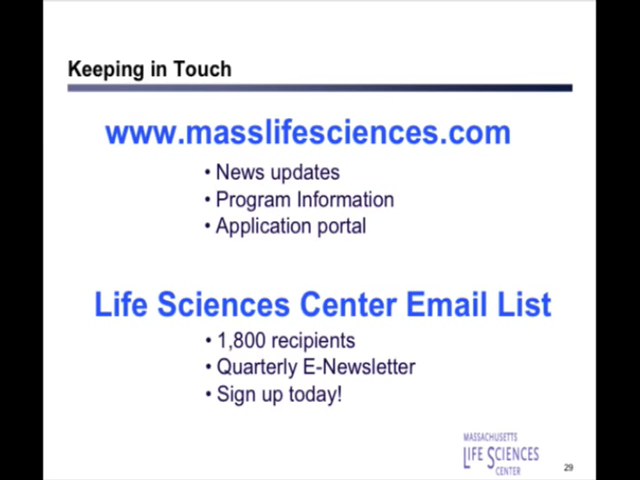 Keeping in Touch
www.masslifesciences.com
• News updates
• Program Information
• Application portal
Life Sciences Center Email List
• 1,800 recipients
• Quarterly E-Newsletter
• Sign up today!
MASSACHUSETTS
LIFE SCIENCES
CENTER
29